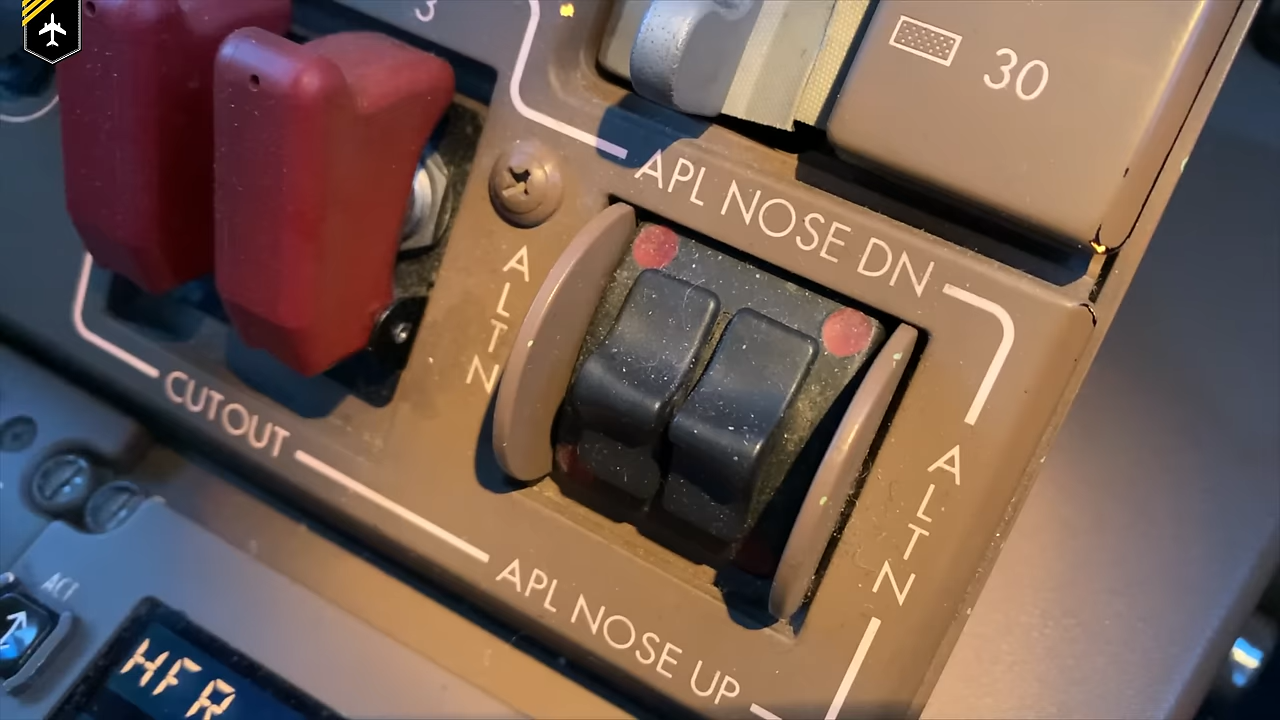 3
30
APL NOSE DN
ALTN
ALTN
CUTOUT
APL NOSE UP
HFR